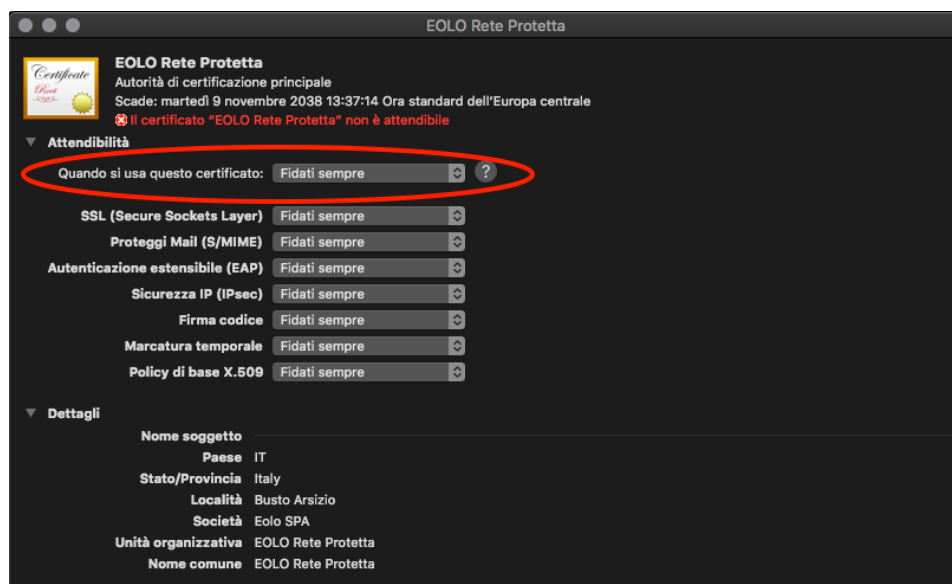 EOLO Rete Protetta
Certificate
Root
EOLO Rete Protetta
Autorità di certificazione principale
Scade: martedì 9 novembre 2038 13:37:14 Ora standard dell’Europa centrale
Il certificato “EOLO Rete Protetta” non è attendibile
Attendibilità
Quando si usa questo certificato: Fidati sempre ?
SSL (Secure Sockets Layer) Fidati sempre
Proteggi Mail (S/MIME) Fidati sempre
Autenticazione estensibile (EAP) Fidati sempre
Sicurezza IP (IPsec) Fidati sempre
Firma codice Fidati sempre
Marcatura temporale Fidati sempre
Policy di base X.509 Fidati sempre
Dettagli
Nome soggetto
Paese IT
Stato/Provincia Italy
Località Busto Arsizio
Società Eolo SPA
Unità organizzativa EOLO Rete Protetta
Nome comune EOLO Rete Protetta